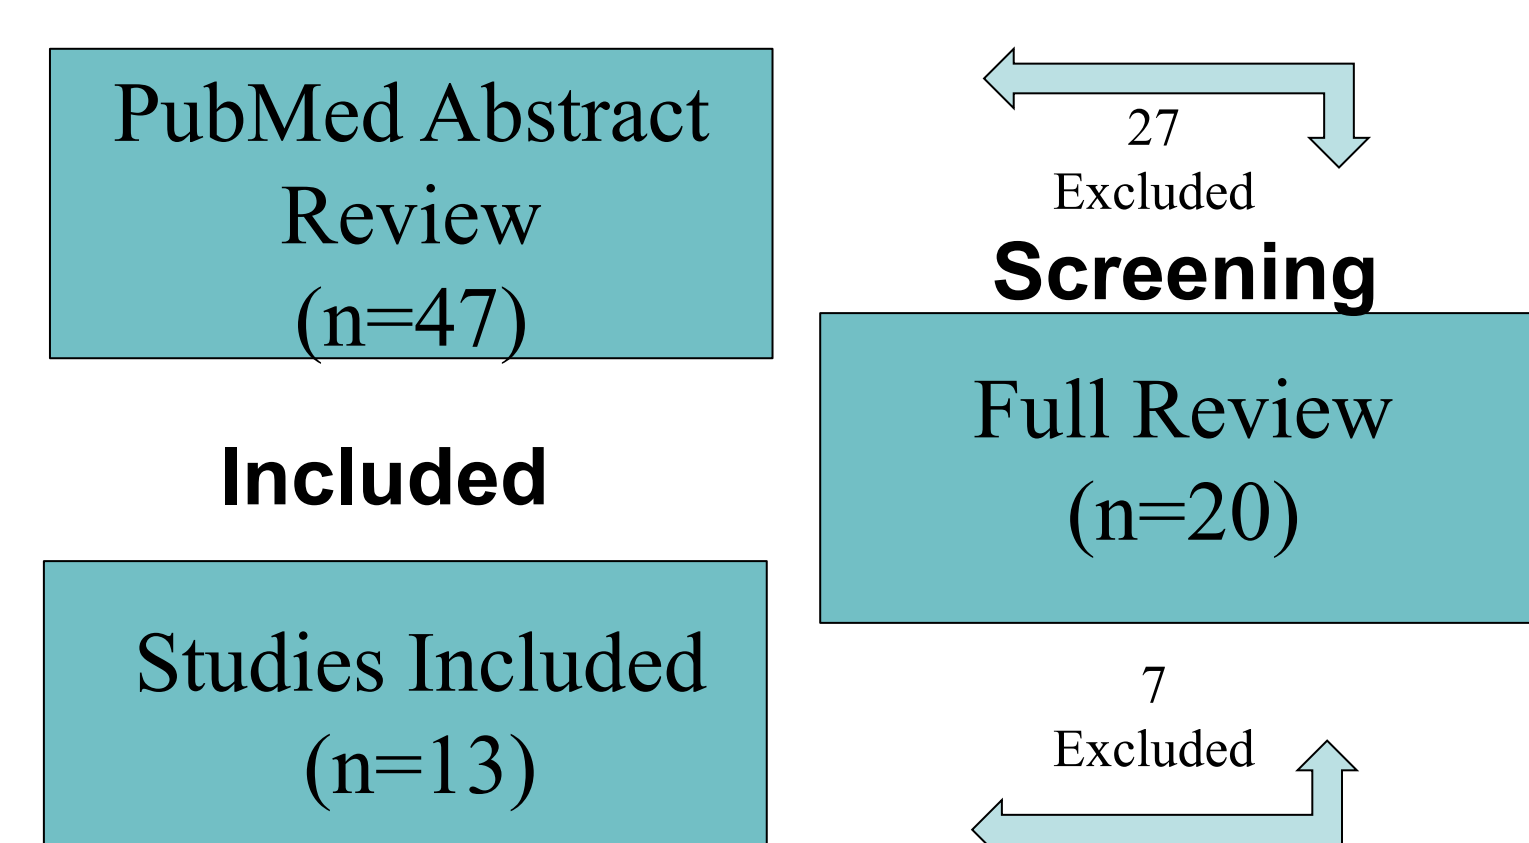 PubMed Abstract
Review
(n=47)
27
Excluded
Screening
Full Review
(n=20)
Included
Studies Included
(n=13)
7
Excluded